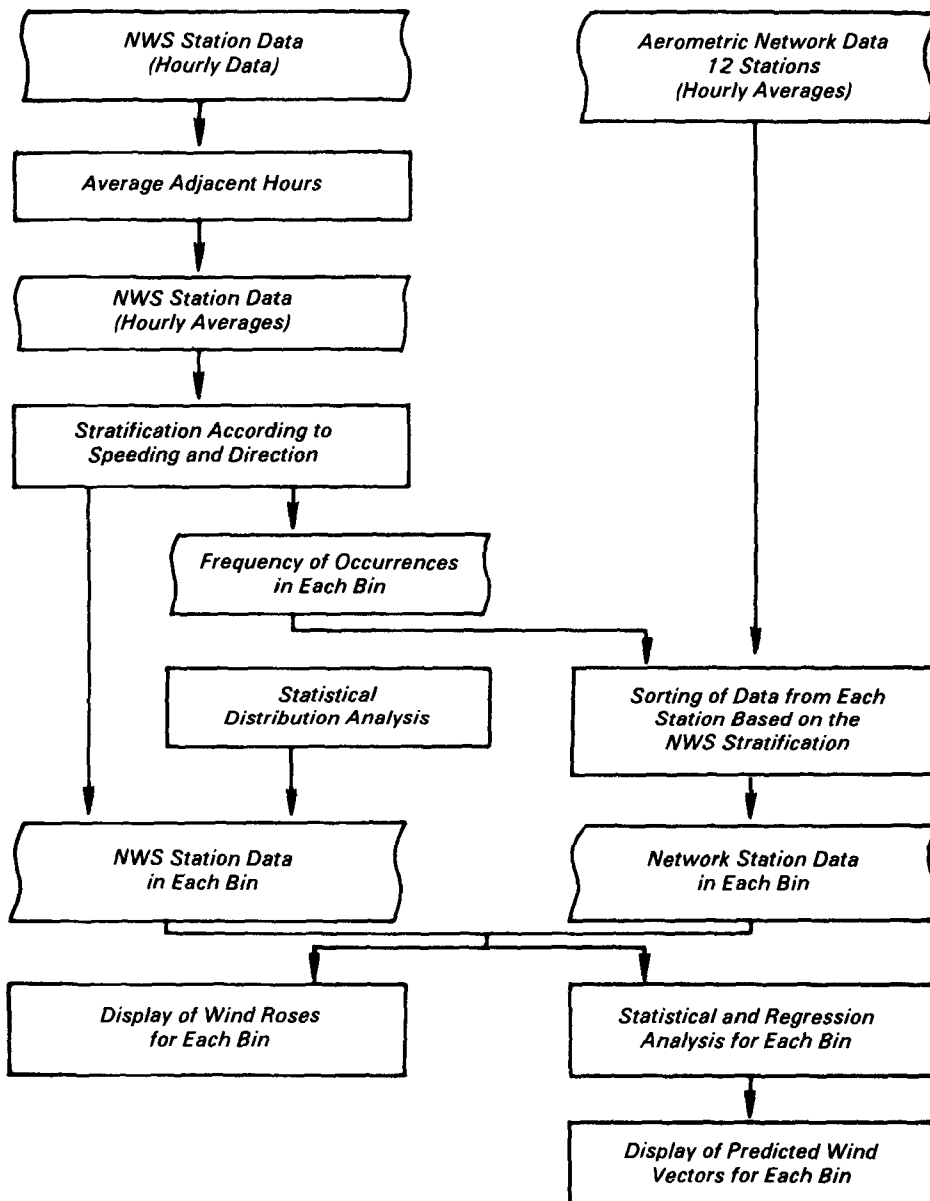 NWS Station Data
(Hourly Data)
Aerometric Network Data
12 Stations
(Hourly Averages)
Average Adjacent Hours
NWS Station Data
(Hourly Averages)
Stratification According to
Speeding and Direction
Frequency of Occurrences
in Each Bin
Statistical
Distribution Analysis
Sorting of Data from Each
Station Based on the
NWS Stratification
NWS Station Data
in Each Bin
Network Station Data
in Each Bin
Display of Wind Roses
for Each Bin
Statistical and Regression
Analysis for Each Bin
Display of Predicted Wind
Vectors for Each Bin